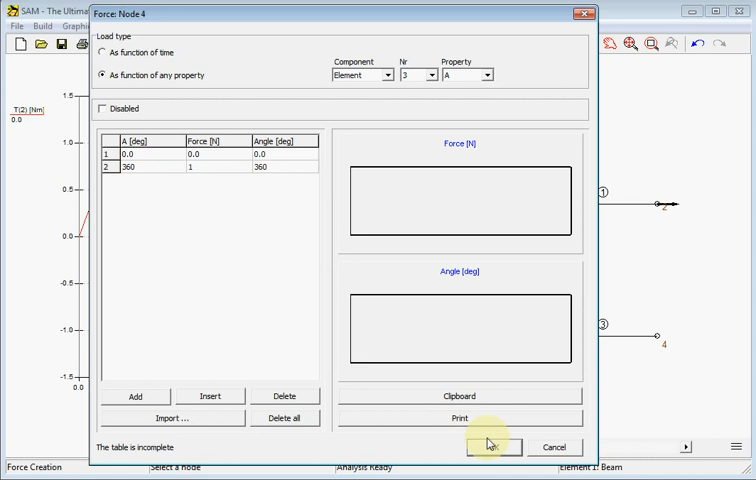 SAM - The Ultima
File Build Graphi
Force: Node 4
Load type
As function of time
As function of any property
Component Nr Property
Element 3 A
Disabled
A [deg] Force [N] Angle [deg]
1 0.0 0.0 0.0
2 360 1 360
Force [N]
Angle [deg]
Add Insert Delete
Import ... Delete all
Clipboard
Print
The table is incomplete
Cancel
T(2) [Nm]
0.0
1.5
1.0
0.5
0.0
-0.5
-1.0
-1.5
0.0
1
2
3
4
Force Creation Select a node Analysis Ready Element 1: Beam